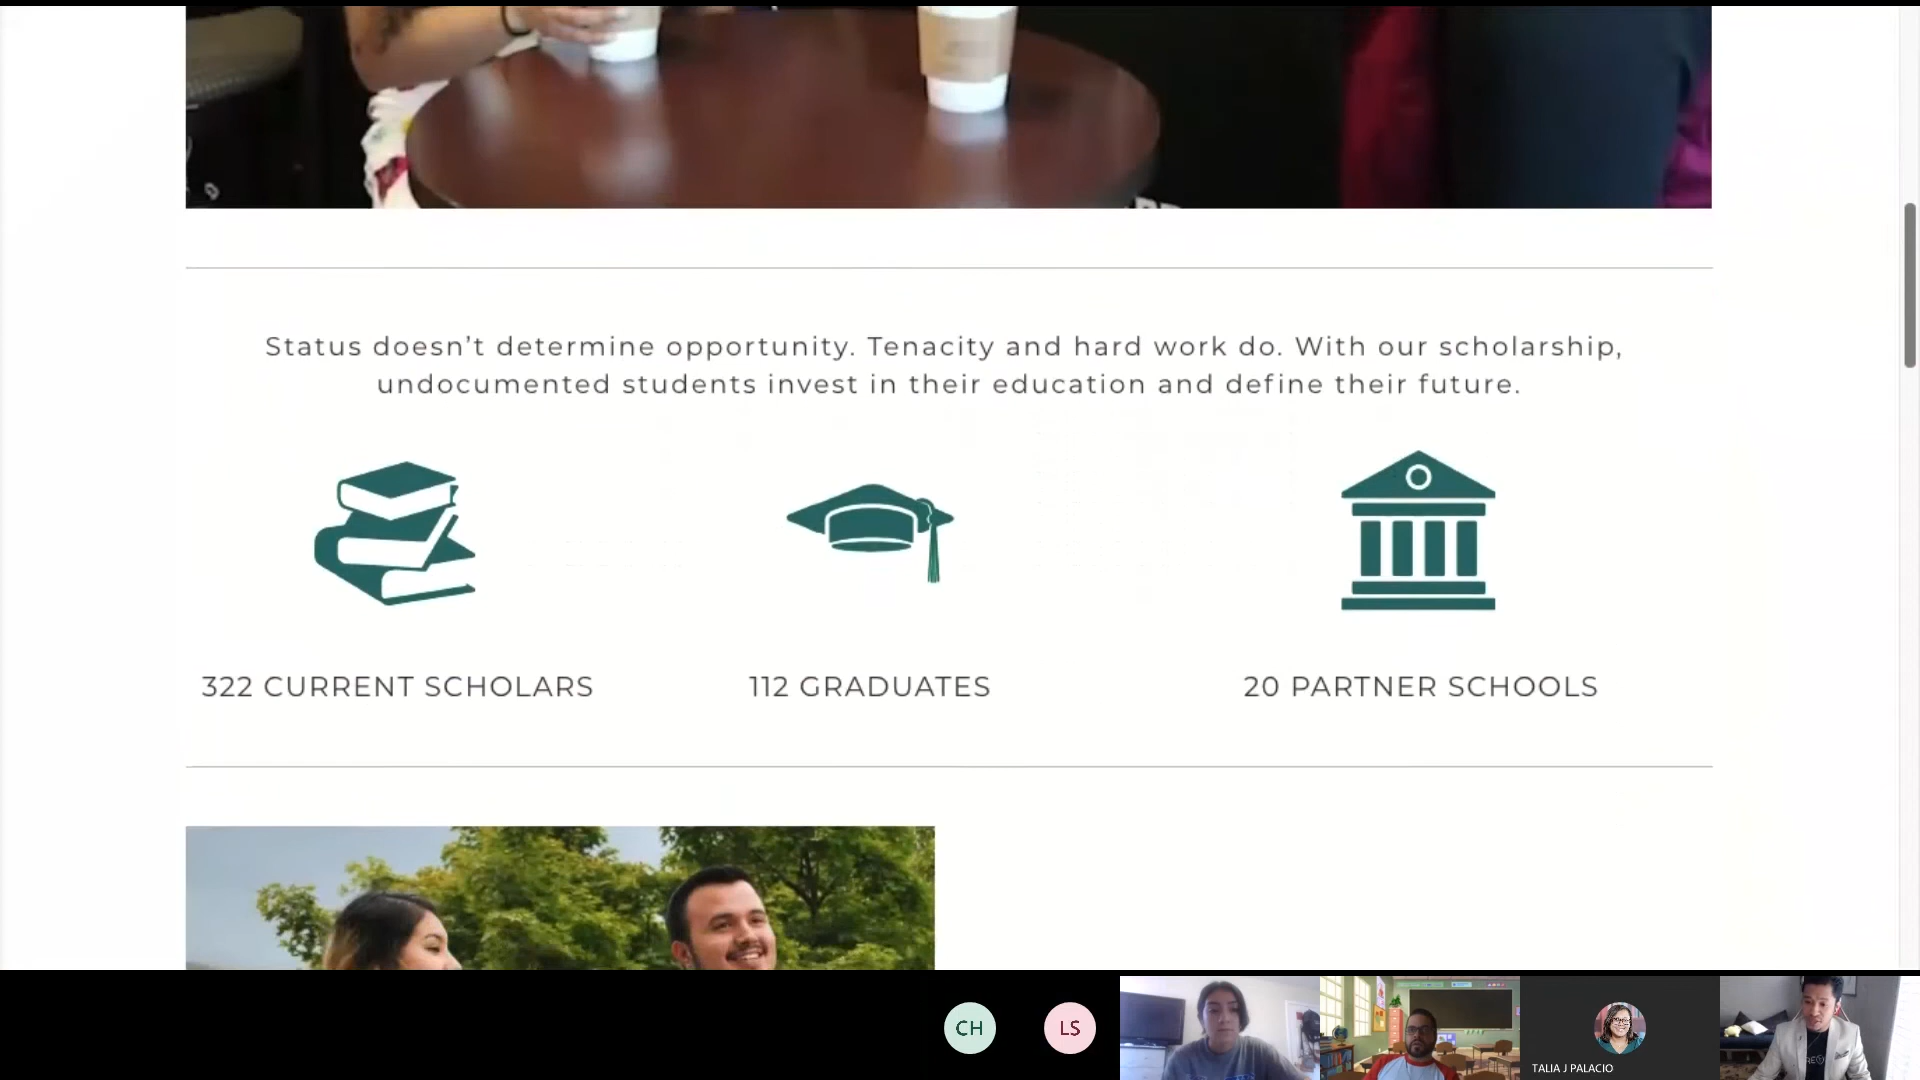 Status doesn’t determine opportunity. Tenacity and hard work do. With our scholarship,
undocumented students invest in their education and define their future.
322 CURRENT SCHOLARS
112 GRADUATES
20 PARTNER SCHOOLS
CH
LS
TALIA J PALACIO